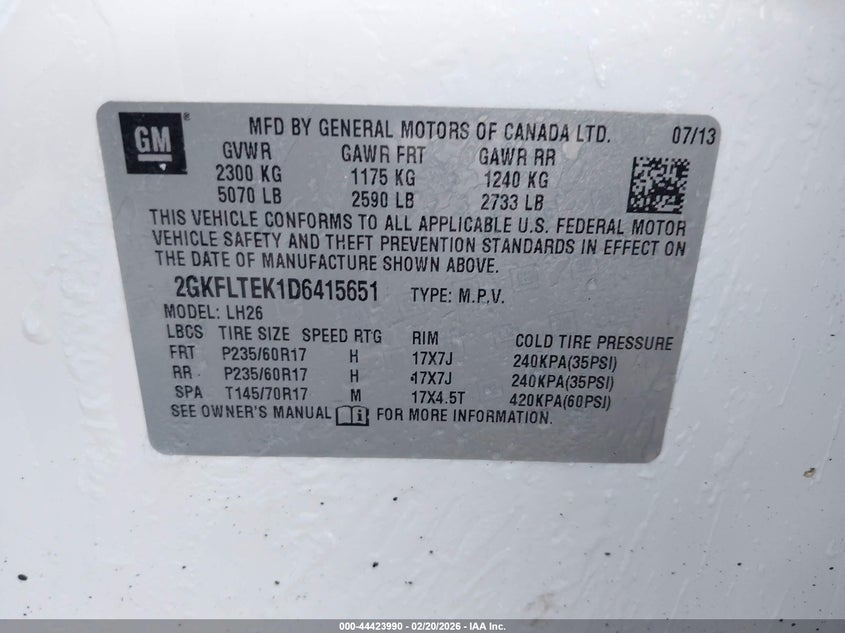 GM ® MFD BY GENERAL MOTORS OF CANADA LTD. 07/13
GVWR GAWR FRT GAWR RR
2300 KG 1175 KG 1240 KG
5070 LB 2590 LB 2733 LB
THIS VEHICLE CONFORMS TO ALL APPLICABLE U.S. FEDERAL MOTOR
VEHICLE SAFETY AND THEFT PREVENTION STANDARDS IN EFFECT ON
THE DATE OF MANUFACTURE SHOWN ABOVE.
2GKFLTEK1D6415651 TYPE: M.P.V.
MODEL: LH26
LBCS TIRE SIZE SPEED RTG RIM COLD TIRE PRESSURE
FRT P235/60R17 H 17X7J 240KPA(35PSI)
RR P235/60R17 H 17X7J 240KPA(35PSI)
SPA T145/70R17 M 17X4.5T 420KPA(60PSI)
SEE OWNER'S MANUAL i FOR MORE INFORMATION.
000-44423990 - 02/20/2026 - IAA Inc.